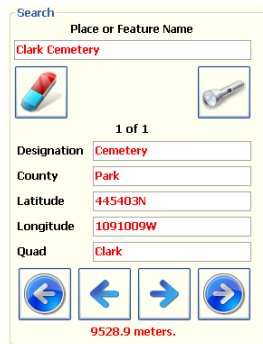 Search
Place or Feature Name
Clark Cemetery
1 of 1
Designation Cemetery
County Park
Latitude 445403N
Longitude 1091009W
Quad Clark
9528.9 meters.